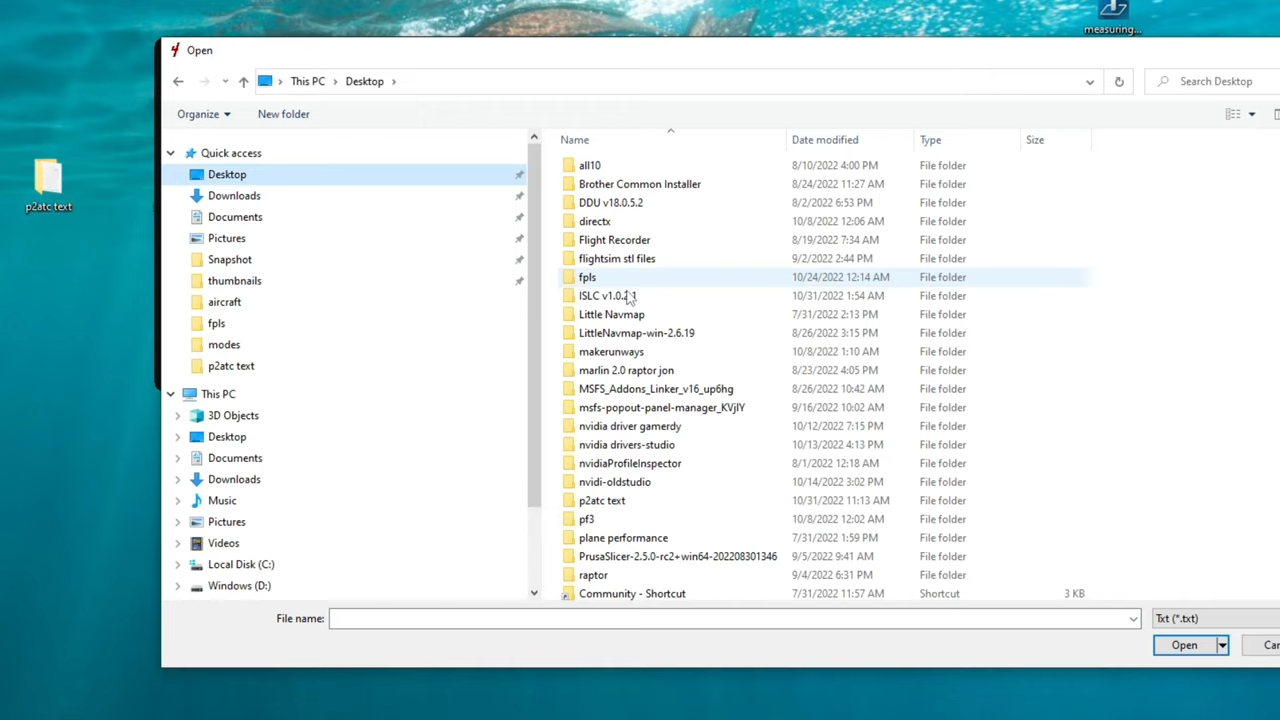 measuring...
Open
This PC > Desktop >
Search Desktop
Organize
New folder
Name Date modified Type Size
Quick access
Desktop
Downloads
Documents
Pictures
Snapshot
thumbnails
aircraft
fpls
modes
p2atc text
This PC
3D Objects
Desktop
Documents
Downloads
Music
Pictures
Videos
Local Disk (C:)
Windows (D:)
all10 8/10/2022 4:00 PM File folder
Brother Common Installer 8/24/2022 11:27 AM File folder
DDU v18.0.5.2 8/2/2022 6:53 PM File folder
directx 10/8/2022 12:06 AM File folder
Flight Recorder 8/19/2022 7:34 AM File folder
flightsim stl files 9/2/2022 2:44 PM File folder
fpls 10/24/2022 12:14 AM File folder
ISLC 10/31/2022 1:54 AM File folder
Little Navmap 7/31/2022 2:13 PM File folder
LittleNavmap-win-2.6.19 8/26/2022 3:15 PM File folder
makerunways 10/8/2022 1:10 AM File folder
marlin 2.0 raptor jon 8/23/2022 4:05 PM File folder
MSFS_Addons_Linker_v16_up6hg 8/26/2022 10:42 AM File folder
msfs-popout-panel-manager_KVjIY 9/16/2022 10:02 AM File folder
nvidia driver gamerdy 10/12/2022 7:15 PM File folder
nvidia drivers-studio 10/13/2022 4:13 PM File folder
nvidiaProfileInspector 8/1/2022 12:18 AM File folder
nvidi-oldstudio 10/14/2022 3:02 PM File folder
p2atc text 10/31/2022 11:13 AM File folder
pf3 10/8/2022 12:02 AM File folder
plane performance 7/31/2022 1:59 PM File folder
PrusaSlicer-2.5.0-rc2+win64-202208301346 9/5/2022 9:41 AM File folder
raptor 9/4/2022 6:31 PM File folder
Community - Shortcut 7/31/2022 11:57 AM Shortcut 3 KB
File name:
Txt (*.txt)
Open
Can
p2atc text